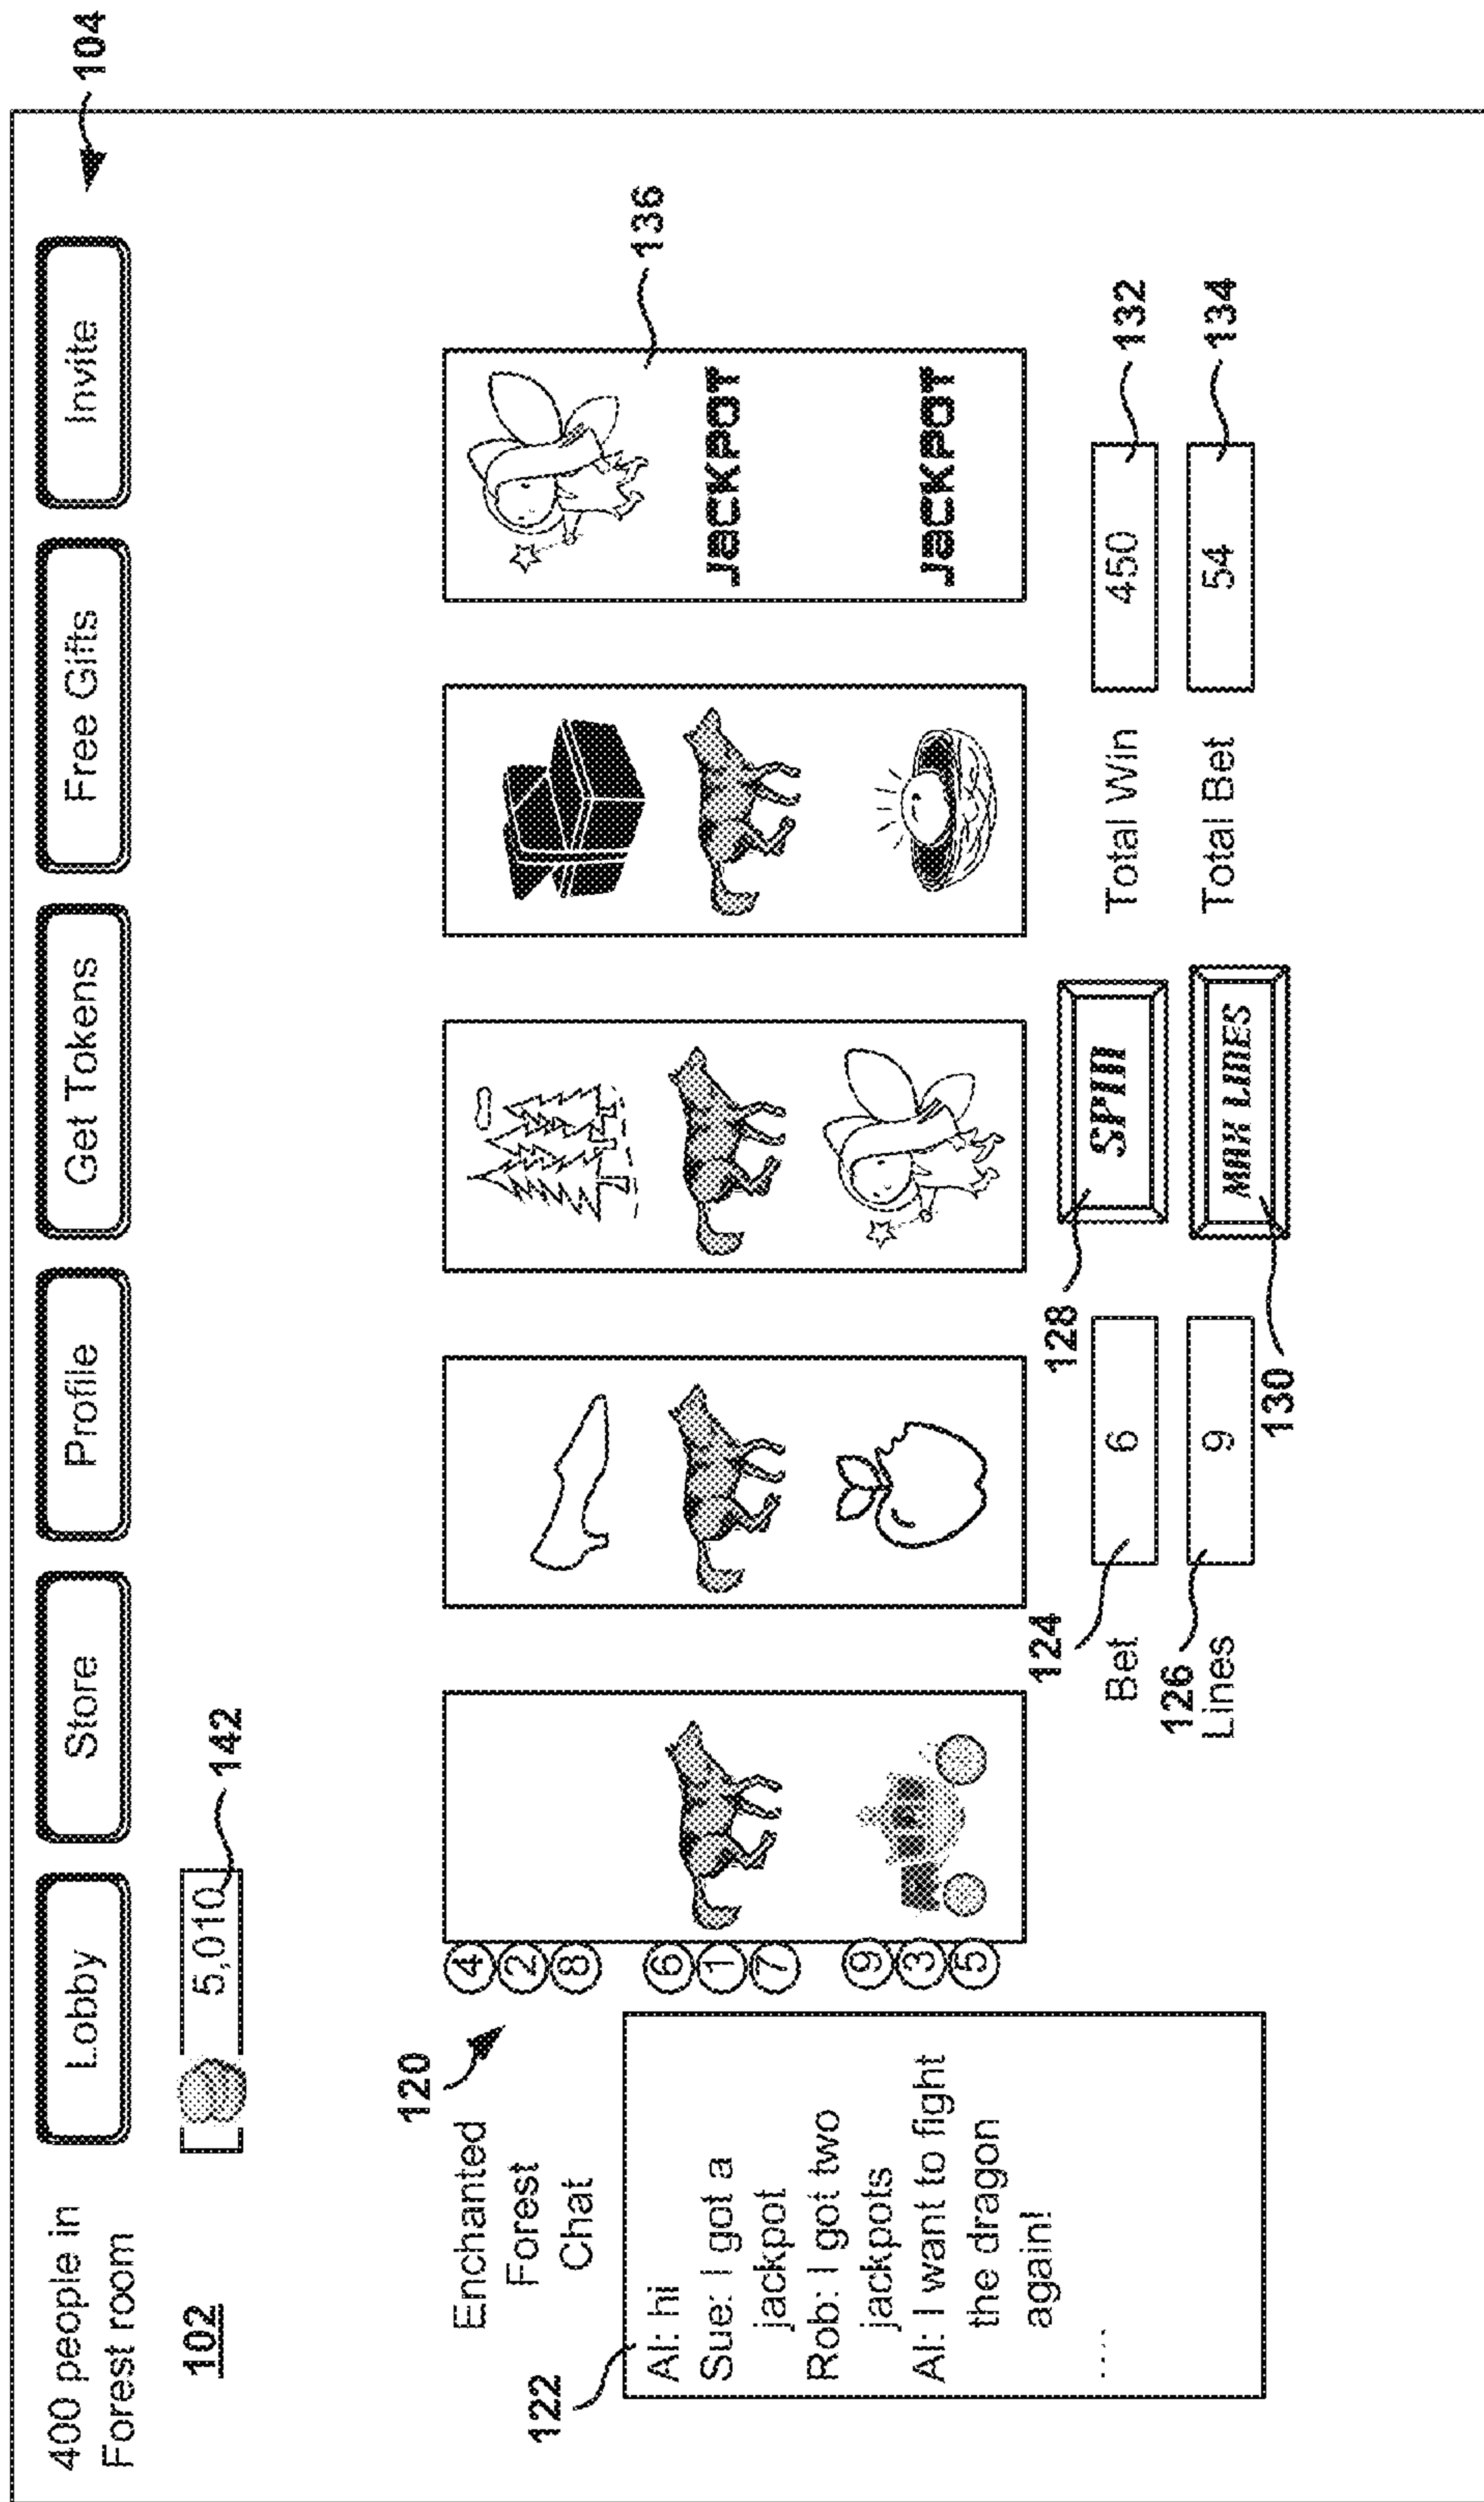 104
Lobby
Store
Profile
Get Tokens
Free Gifts
Invite
400 people in
Forest room
102
5,010
142
120
Enchanted
Forest
Chat
122
Al: hi
Sue: I got a
jackpot
Rob: I got two
jackpots
Al: I want to fight
the dragon
again!
....
4
2
8
6
1
7
9
3
5
136
JACKPOT
JACKPOT
124
Bet
6
126
Lines
9
128
SPIN
130
MAX LINES
Total Win
450
132
Total Bet
54
134